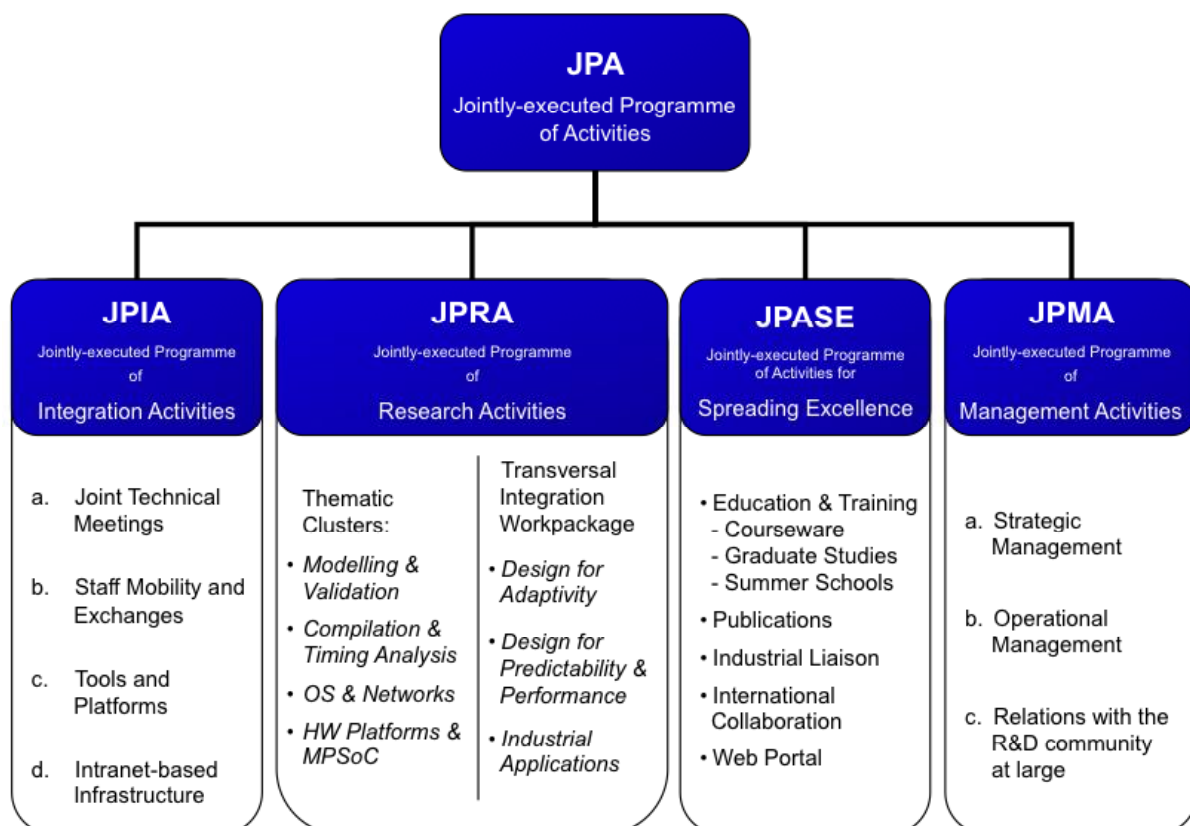 JPA
Jointly-executed Programme
of Activities
JPIA
Jointly-executed Programme
of
Integration Activities
a. Joint Technical
Meetings
b. Staff Mobility and
Exchanges
c. Tools and
Platforms
d. Intranet-based
Infrastructure
JPRA
Jointly-executed Programme
of
Research Activities
Thematic
Clusters:
• Modelling &
Validation
• Compilation &
Timing Analysis
• OS & Networks
• HW Platforms &
MPSoC
Transversal
Integration
Workpackage
• Design for
Adaptivity
• Design for
Predictability &
Performance
• Industrial
Applications
JPASE
Jointly-executed Programme
of Activities for
Spreading Excellence
• Education & Training
- Courseware
- Graduate Studies
- Summer Schools
• Publications
• Industrial Liaison
• International
Collaboration
• Web Portal
JPMA
Jointly-executed Programme
of
Management Activities
a. Strategic
Management
b. Operational
Management
c. Relations with the
R&D community
at large